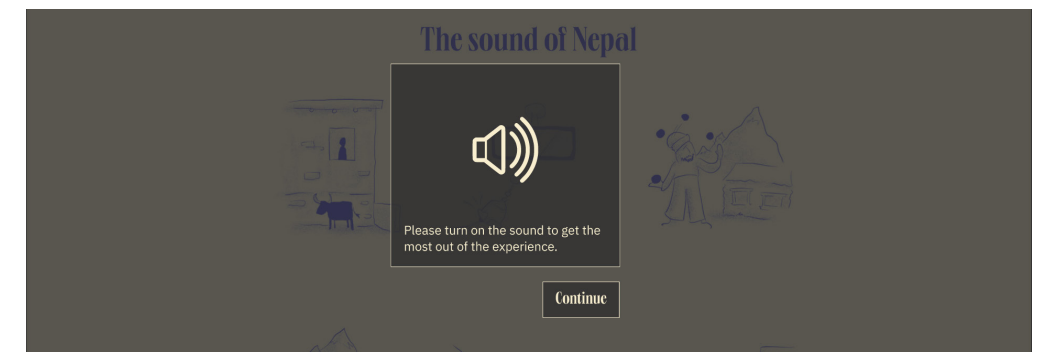 The sound of Nepal
Please turn on the sound to get the
most out of the experience.
Continue